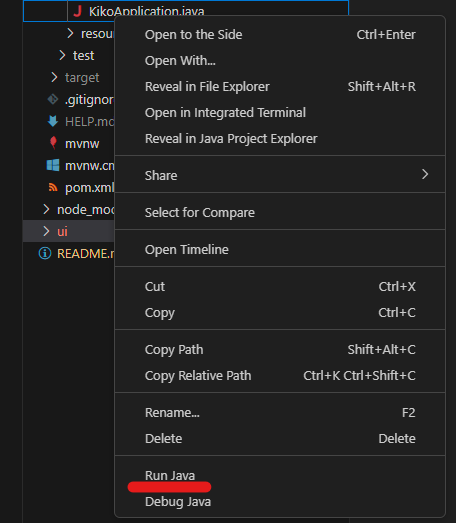 KikoApplication.java
resou
test
target
.gitignor
HELP.md
mvnw
mvnw.cm
pom.xml
node_mod
ui
README.m
Open to the Side Ctrl+Enter
Open With...
Reveal in File Explorer Shift+Alt+R
Open in Integrated Terminal
Reveal in Java Project Explorer
Share
Select for Compare
Open Timeline
Cut Ctrl+X
Copy Ctrl+C
Copy Path Shift+Alt+C
Copy Relative Path Ctrl+K Ctrl+Shift+C
Rename... F2
Delete Delete
Run Java
Debug Java